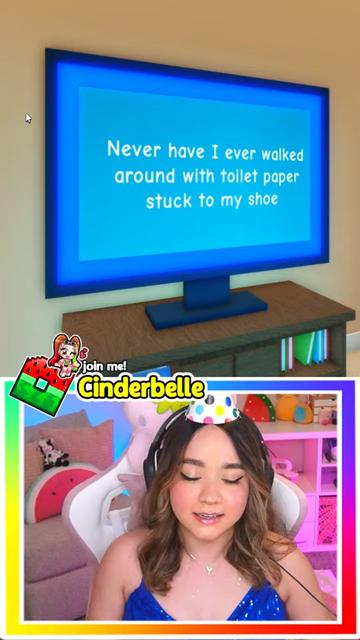 Never have I ever walked
around with toilet paper
stuck to my shoe
join me!
Cinderbelle